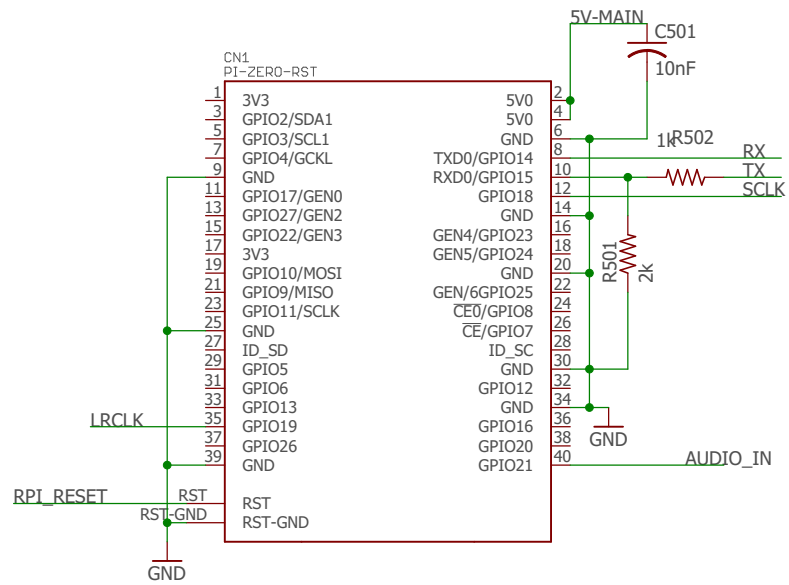 5V-MAIN
C501
10nF
CN1
PI-ZERO-RST
1 3V3 5V0 2
3 GPIO2/SDA1 5V0 4
5 GPIO3/SCL1 GND 6
1k R502
7 GPIO4/GCKL TXD0/GPIO14 8 RX
9 GND RXD0/GPIO15 10 TX
11 GPIO17/GEN0 GPIO18 12 SCLK
13 GPIO27/GEN2 GND 14
15 GPIO22/GEN3 GEN4/GPIO23 16
17 3V3 GEN5/GPIO24 18
19 GPIO10/MOSI GND 20
R501
2k
21 GPIO9/MISO GEN/6GPIO25 22
23 GPIO11/SCLK CE0/GPIO8 24
25 GND CE/GPIO7 26
27 ID_SD ID_SC 28
29 GPIO5 GND 30
31 GPIO6 GPIO12 32
33 GPIO13 GND 34
LRCLK 35 GPIO19 GPIO16 36
GND
37 GPIO26 GPIO20 38
39 GND GPIO21 40 AUDIO_IN
RPI_RESET RST RST
RST-GND RST-GND
GND